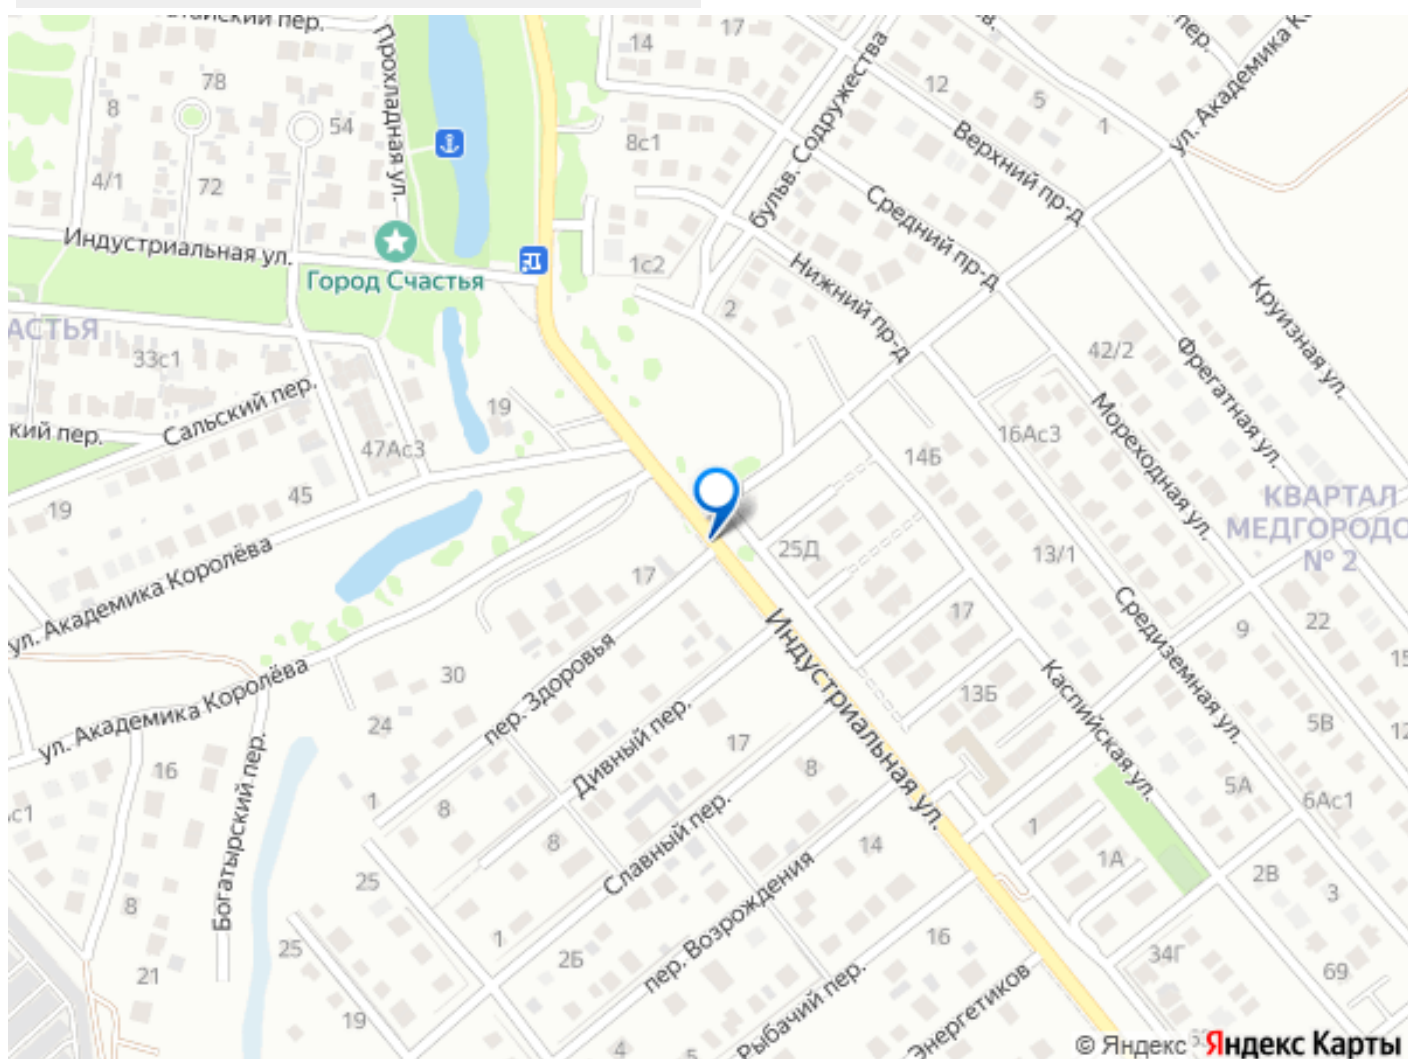 14
17
12
5
1
78
8
54
Прохладная ул.
8с1
4/1
72
бульв. Содружества
Верхний пр-д
ул. Академика
Средний пр-д
Индустриальная ул.
Город Счастья
1с2
2
Нижний пр-д
Круизная ул.
33с1
42/2
Фрегатная ул.
Сальский пер.
19
47Ас3
Мореходная ул.
16Ас3
14Б
45
19
КВАРТАЛ
№ 2
ул. Академика Королёва
17
25Д
13/1
17
Средиземная ул.
9
22
Индустриальная ул.
Каспийская ул.
30
пер. Здоровья
13Б
24
ул. Академика Королёва
Дивный пер.
17
8
5В
16
Богатырский пер.
1
8
5А
6Ас1
Славный пер.
8
1
14
1А
25
2В
3
8
пер. Возрождения
1
16
25
2Б
34Г
69
21
Рыбачий пер.
Энергетиков
19
4
5
© Яндекс Яндекс Карты